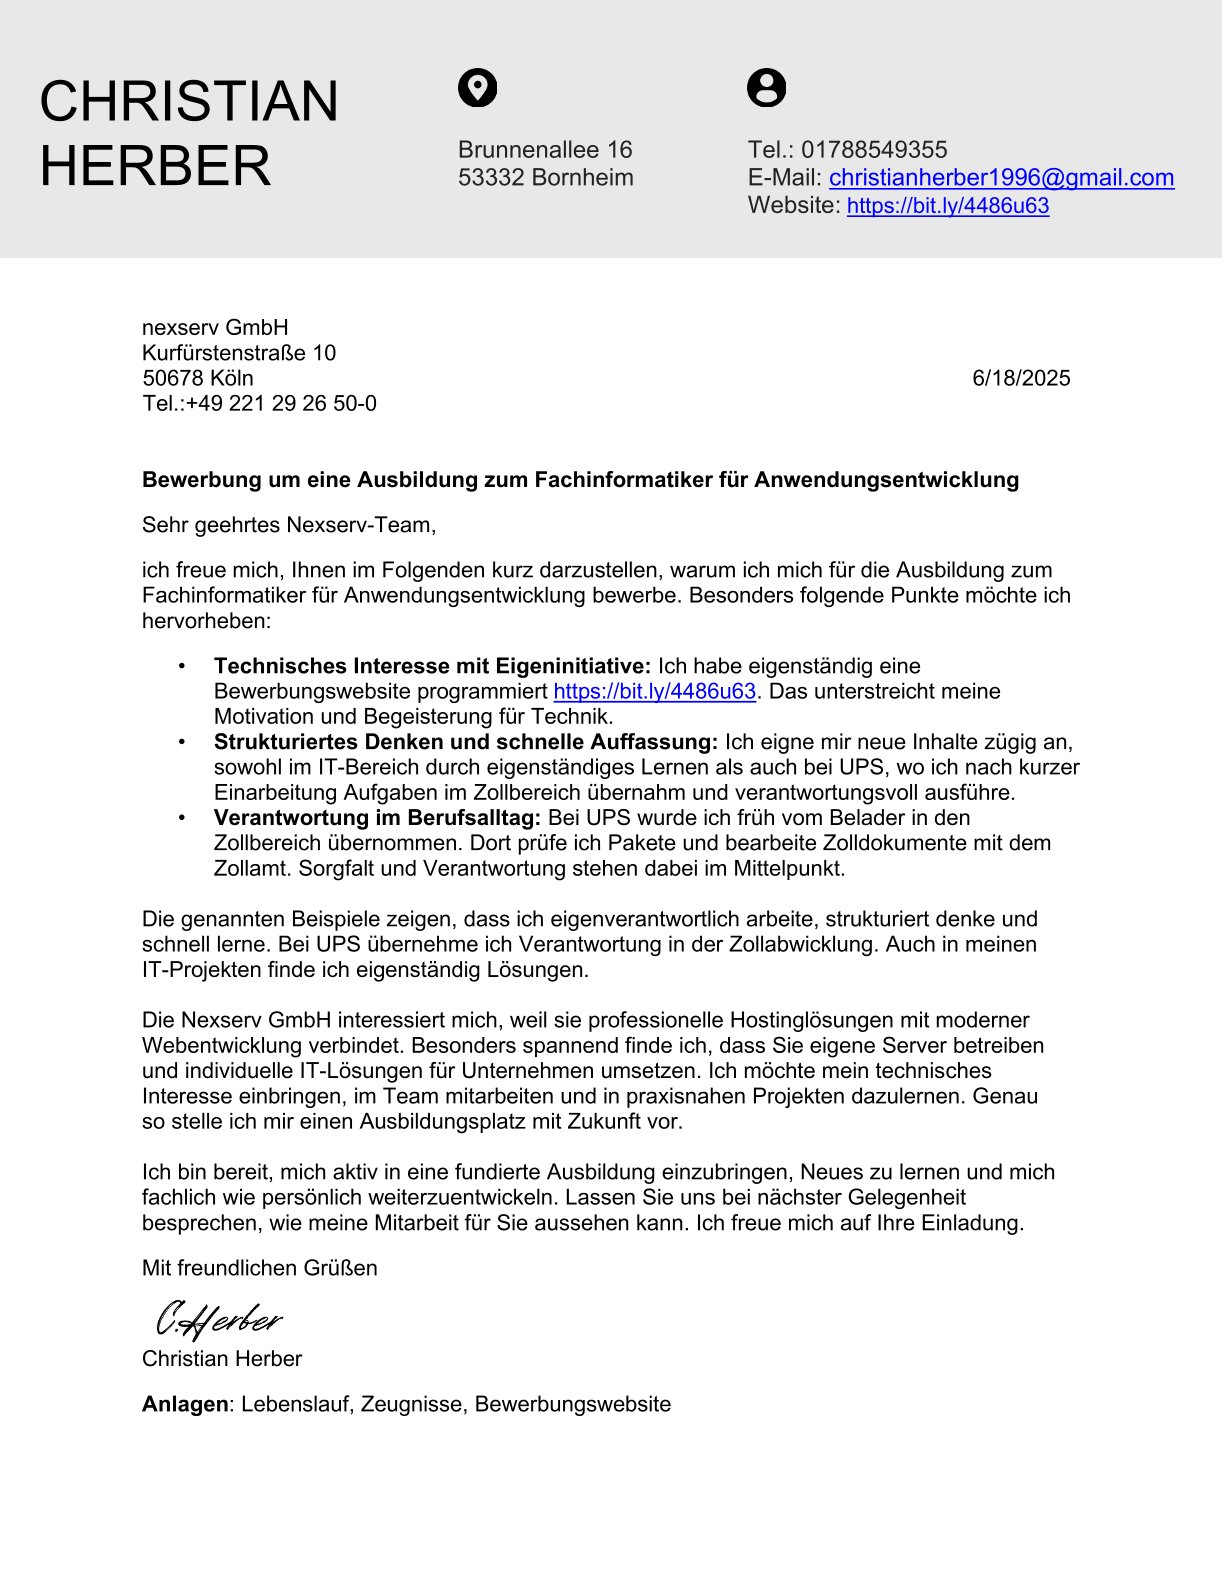 CHRISTIAN
HERBER
Brunnenallee 16
53332 Bornheim
Tel.: 01788549355
E-Mail: christianherber1996@gmail.com
Website: https://bit.ly/4486u63
nexserv GmbH
Kurfürstenstraße 10
50678 Köln
6/18/2025
Tel.:+49 221 29 26 50-0
Bewerbung um eine Ausbildung zum Fachinformatiker für Anwendungsentwicklung
Sehr geehrtes Nexserv-Team,
ich freue mich, Ihnen im Folgenden kurz darzustellen, warum ich mich für die Ausbildung zum
Fachinformatiker für Anwendungsentwicklung bewerbe. Besonders folgende Punkte möchte ich
hervorheben:
• Technisches Interesse mit Eigeninitiative: Ich habe eigenständig eine
Bewerbungswebsite programmiert https://bit.ly/4486u63. Das unterstreicht meine
Motivation und Begeisterung für Technik.
• Strukturiertes Denken und schnelle Auffassung: Ich eigne mir neue Inhalte zügig an,
sowohl im IT-Bereich durch eigenständiges Lernen als auch bei UPS, wo ich nach kurzer
Einarbeitung Aufgaben im Zollbereich übernahm und verantwortungsvoll ausführe.
• Verantwortung im Berufsalltag: Bei UPS wurde ich früh vom Belader in den
Zollbereich übernommen. Dort prüfe ich Pakete und bearbeite Zolldokumente mit dem
Zollamt. Sorgfalt und Verantwortung stehen dabei im Mittelpunkt.
Die genannten Beispiele zeigen, dass ich eigenverantwortlich arbeite, strukturiert denke und
schnell lerne. Bei UPS übernehme ich Verantwortung in der Zollabwicklung. Auch in meinen
IT-Projekten finde ich eigenständig Lösungen.
Die Nexserv GmbH interessiert mich, weil sie professionelle Hostinglösungen mit moderner
Webentwicklung verbindet. Besonders spannend finde ich, dass Sie eigene Server betreiben
und individuelle IT-Lösungen für Unternehmen umsetzen. Ich möchte mein technisches
Interesse einbringen, im Team mitarbeiten und in praxisnahen Projekten dazulernen. Genau
so stelle ich mir einen Ausbildungsplatz mit Zukunft vor.
Ich bin bereit, mich aktiv in eine fundierte Ausbildung einzubringen, Neues zu lernen und mich
fachlich wie persönlich weiterzuentwickeln. Lassen Sie uns bei nächster Gelegenheit
besprechen, wie meine Mitarbeit für Sie aussehen kann. Ich freue mich auf Ihre Einladung.
Mit freundlichen Grüßen
C.Herber
Christian Herber
Anlagen: Lebenslauf, Zeugnisse, Bewerbungswebsite